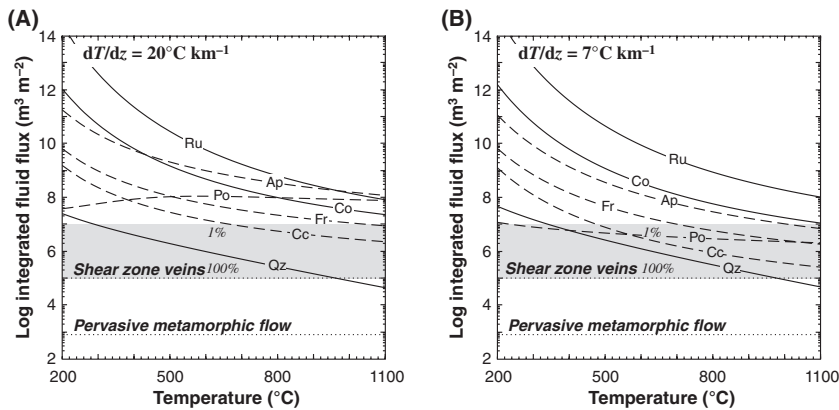 (A)
Log integrated fluid flux (m³ m⁻²)
14
12
10
8
6
4
2
dT/dz = 20°C km⁻¹
Ru
Ap
Po
Co
Fr
Cc
1%
Qz
Shear zone veins 100%
Pervasive metamorphic flow
200 500 800 1100
Temperature (°C)
(B)
Log integrated fluid flux (m³ m⁻²)
14
12
10
8
6
4
2
dT/dz = 7°C km⁻¹
Ru
Co
Ap
Fr
1%
Po
Cc
Qz
Shear zone veins 100%
Pervasive metamorphic flow
200 500 800 1100
Temperature (°C)